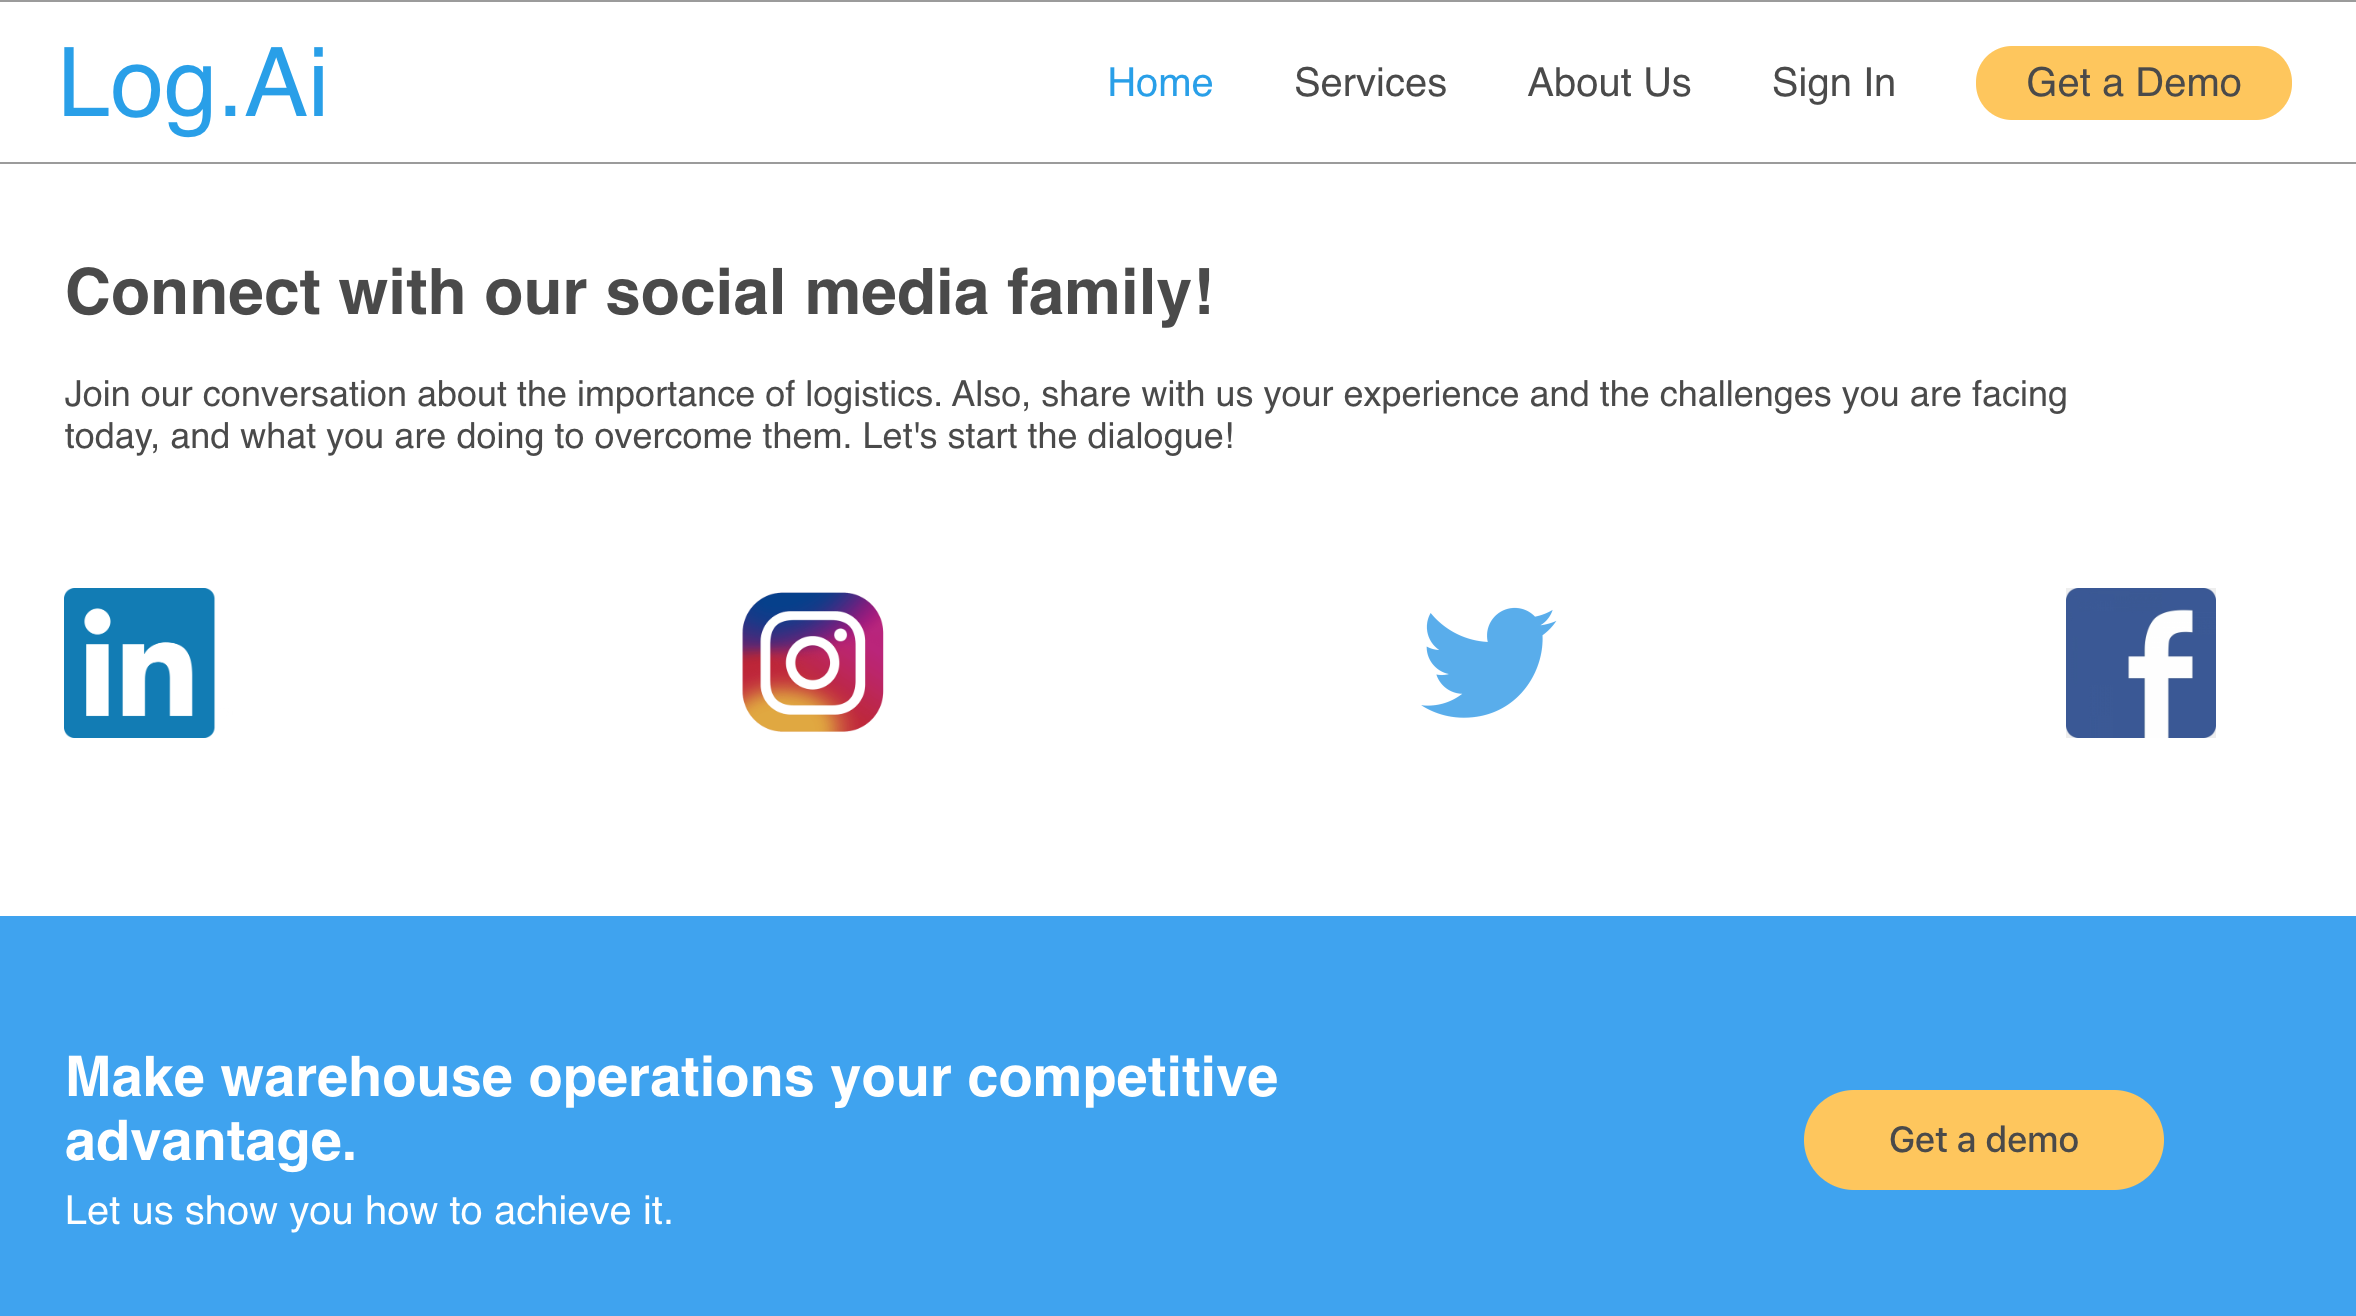 Log.Ai
Home Services About Us Sign In Get a Demo
Connect with our social media family!
Join our conversation about the importance of logistics. Also, share with us your experience and the challenges you are facing
today, and what you are doing to overcome them. Let's start the dialogue!
in f
Make warehouse operations your competitive
advantage.
Let us show you how to achieve it.
Get a demo